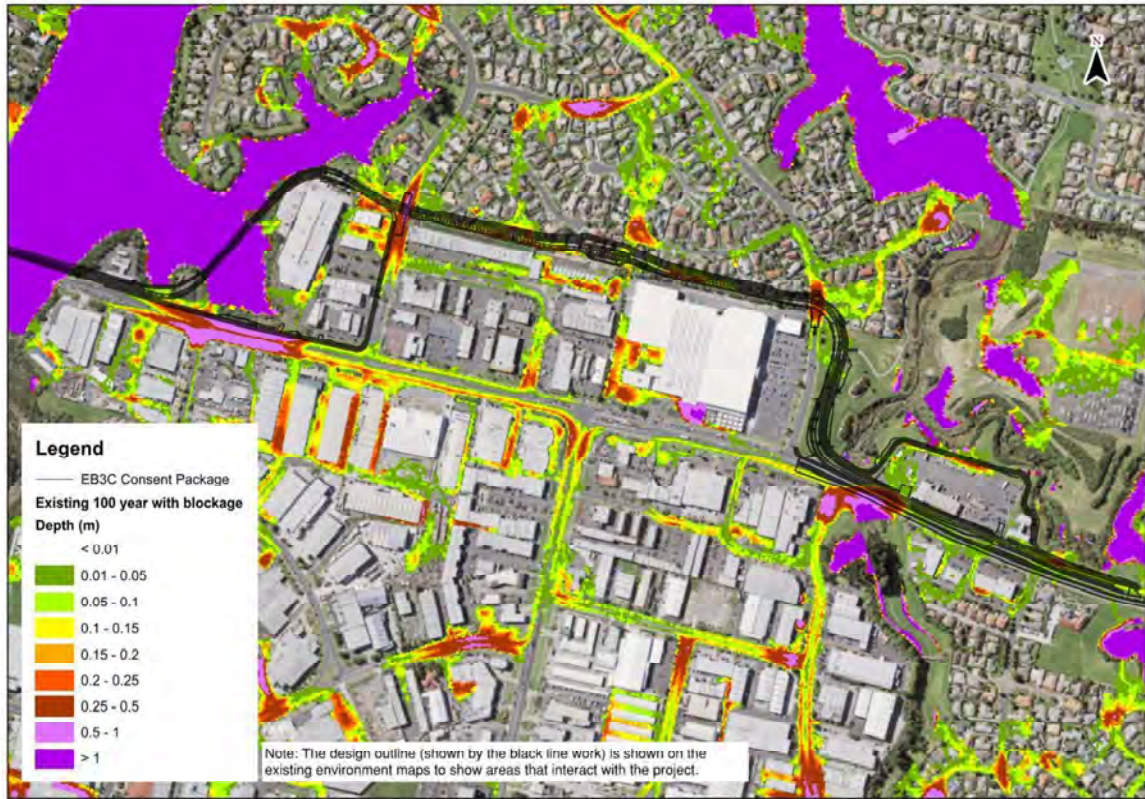 N
Legend
EB3C Consent Package
Existing 100 year with blockage
Depth (m)
< 0.01
0.01 - 0.05
0.05 - 0.1
0.1 - 0.15
0.15 - 0.2
0.2 - 0.25
0.25 - 0.5
0.5 - 1
> 1
Note: The design outline (shown by the black line work) is shown on the
existing environment maps to show areas that interact with the project.